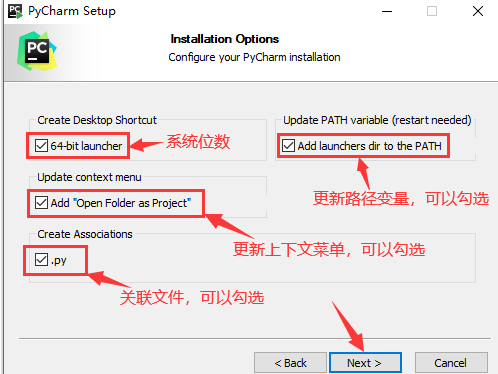 PyCharm Setup
PC
Installation Options
Configure your PyCharm installation
Create Desktop Shortcut
64-bit launcher
系统位数
Update PATH variable (restart needed)
Add launchers dir to the PATH
更新路径变量，可以勾选
Update context menu
Add "Open Folder as Project"
更新上下文菜单，可以勾选
Create Associations
.py
关联文件，可以勾选
< Back
Next >
Cancel